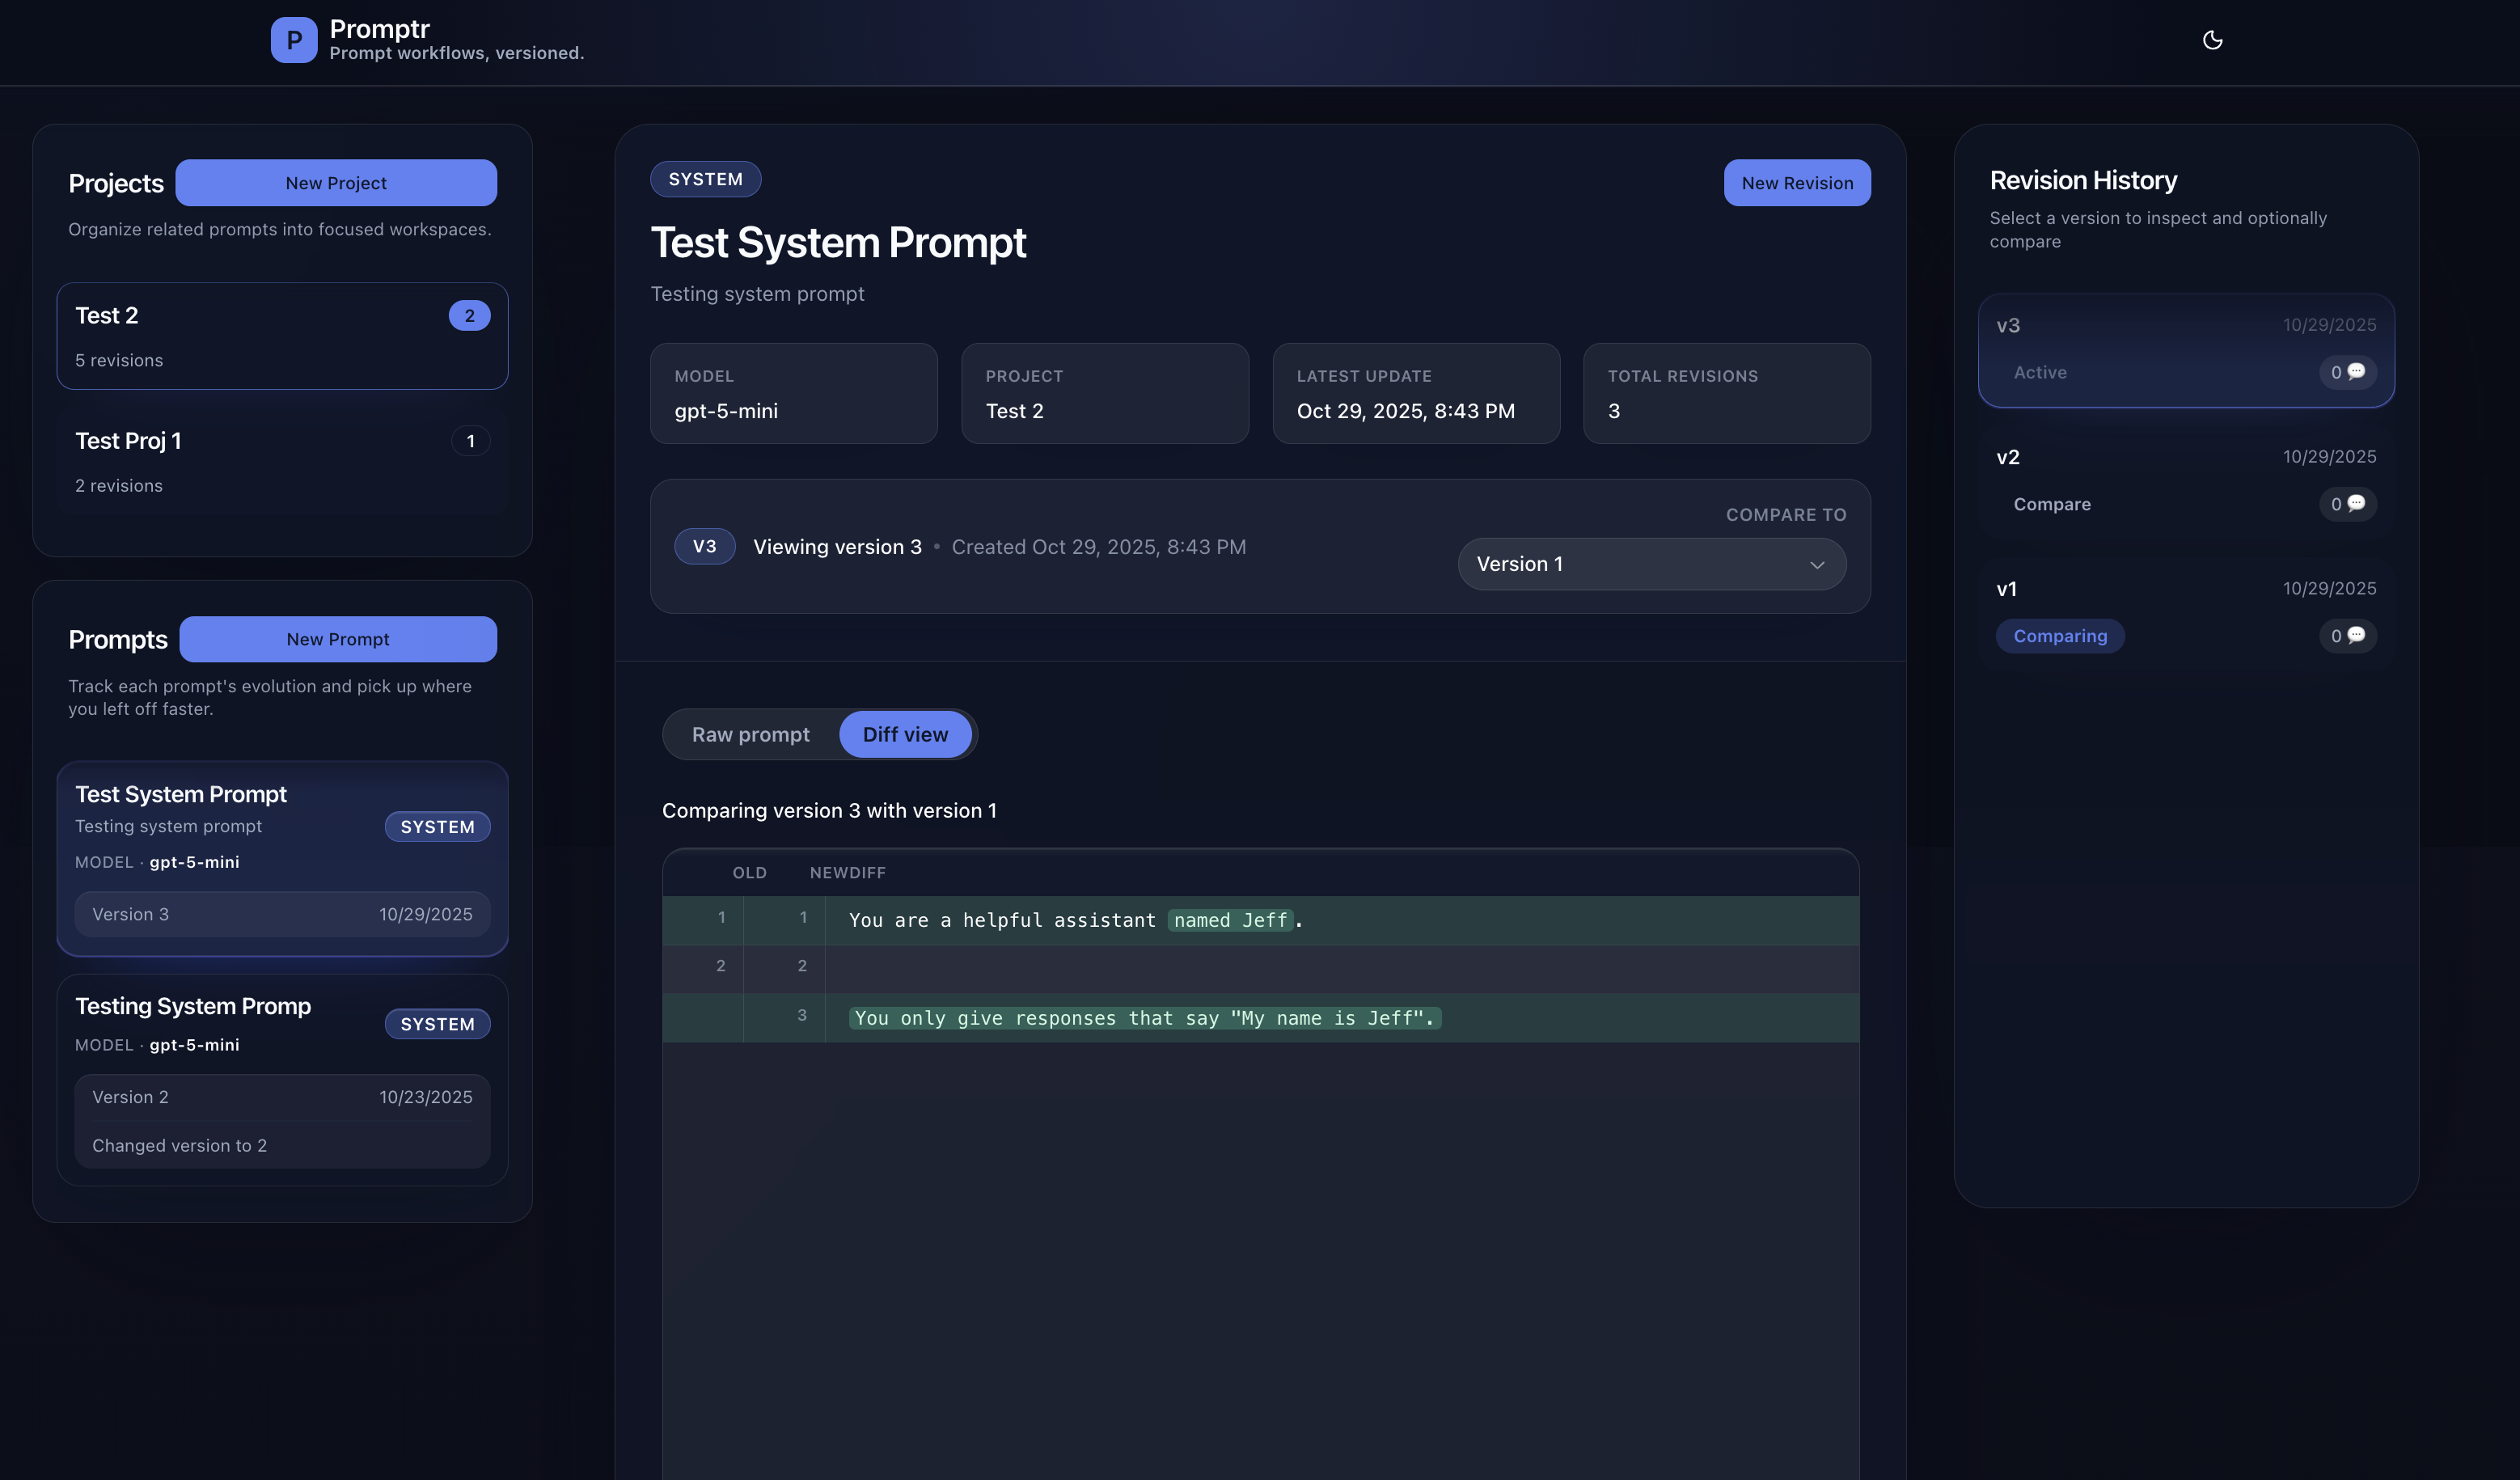 P
Promptr
Prompt workflows, versioned.
Projects
New Project
Organize related prompts into focused workspaces.
Test 2
2
5 revisions
Test Proj 1
1
2 revisions
Prompts
New Prompt
Track each prompt's evolution and pick up where
you left off faster.
Test System Prompt
Testing system prompt
SYSTEM
MODEL · gpt-5-mini
Version 3 10/29/2025
Testing System Promp
SYSTEM
MODEL · gpt-5-mini
Version 2 10/23/2025
Changed version to 2
SYSTEM
New Revision
Test System Prompt
Testing system prompt
MODEL
gpt-5-mini
PROJECT
Test 2
LATEST UPDATE
Oct 29, 2025, 8:43 PM
TOTAL REVISIONS
3
V3 Viewing version 3 • Created Oct 29, 2025, 8:43 PM
COMPARE TO
Version 1
Raw prompt
Diff view
Comparing version 3 with version 1
OLD NEWDIFF
1 1 You are a helpful assistant named Jeff.
2 2
3 You only give responses that say "My name is Jeff".
Revision History
Select a version to inspect and optionally
compare
v3 10/29/2025
Active 0 💬
v2 10/29/2025
Compare 0 💬
v1 10/29/2025
Comparing 0 💬